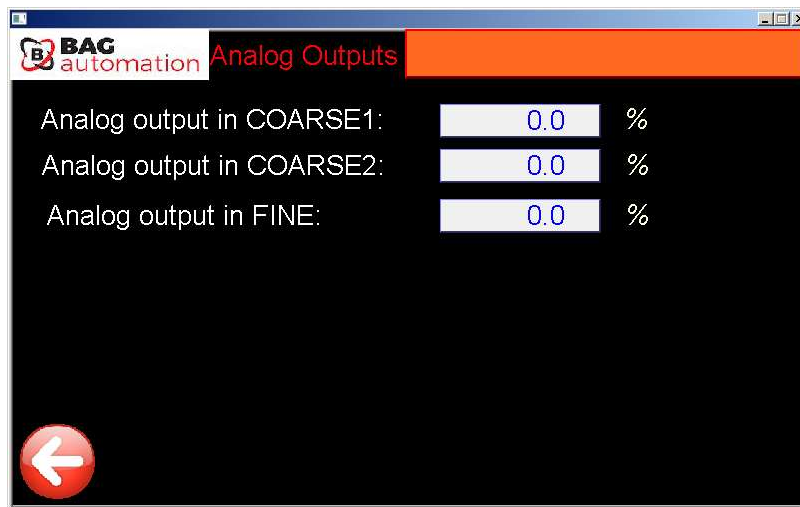 BAG
automation
Analog Outputs
Analog output in COARSE1: 0.0 %
Analog output in COARSE2: 0.0 %
Analog output in FINE: 0.0 %